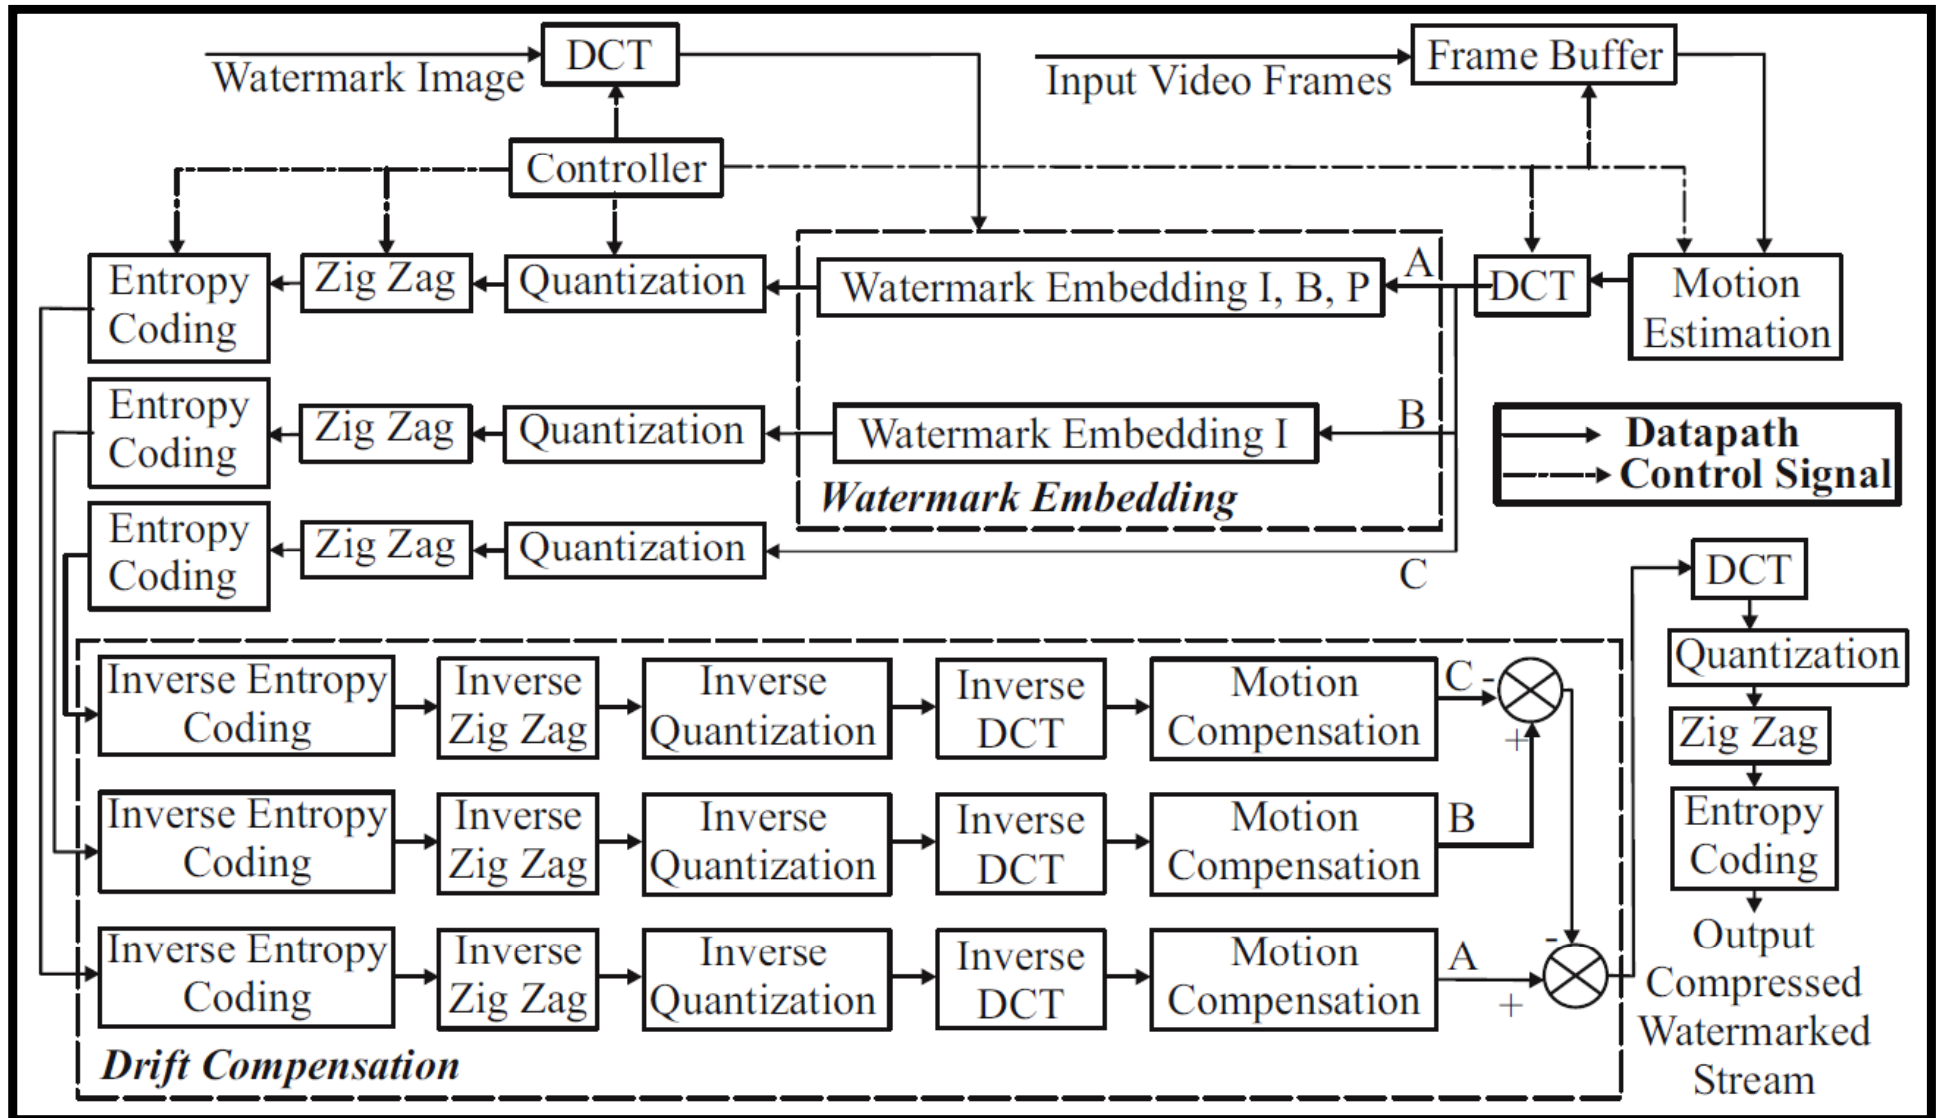 DCT
Watermark Image
Frame Buffer
Input Video Frames
Controller
Entropy
Coding
Zig Zag
Quantization
Watermark Embedding I, B, P
A
DCT
Motion
Estimation
Entropy
Coding
Zig Zag
Quantization
Watermark Embedding I
B
Watermark Embedding
Datapath
Control Signal
Entropy
Coding
Zig Zag
Quantization
C
DCT
Quantization
Zig Zag
Entropy
Coding
Output
Compressed
Watermarked
Stream
Inverse Entropy
Coding
Inverse
Zig Zag
Inverse
Quantization
Inverse
DCT
Motion
Compensation
C -
+
Inverse Entropy
Coding
Inverse
Zig Zag
Inverse
Quantization
Inverse
DCT
Motion
Compensation
B
Inverse Entropy
Coding
Inverse
Zig Zag
Inverse
Quantization
Inverse
DCT
Motion
Compensation
A
-
+
Drift Compensation